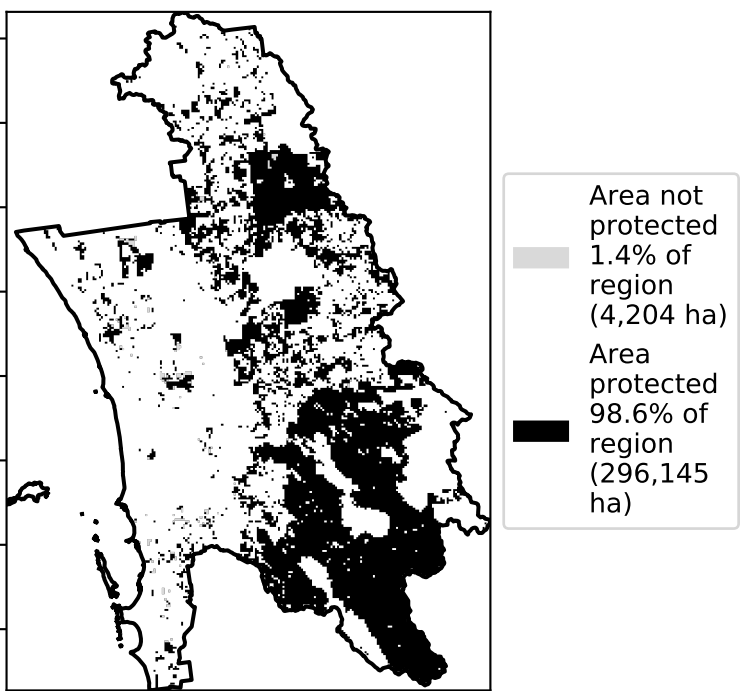 Area not
protected
1.4% of
region
(4,204 ha)
Area
protected
98.6% of
region
(296,145
ha)